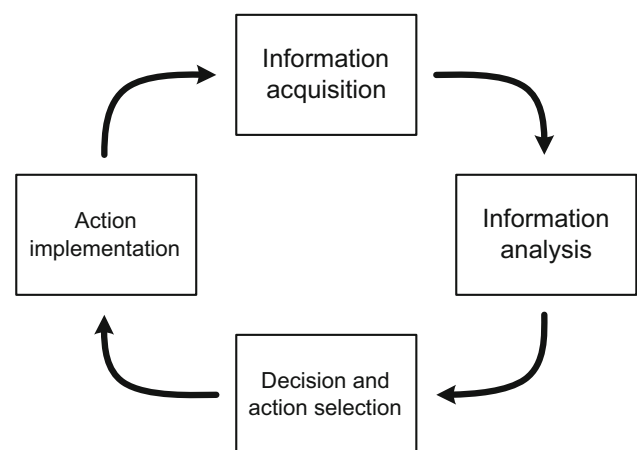 Information
acquisition
Information
analysis
Decision and
action selection
Action
implementation